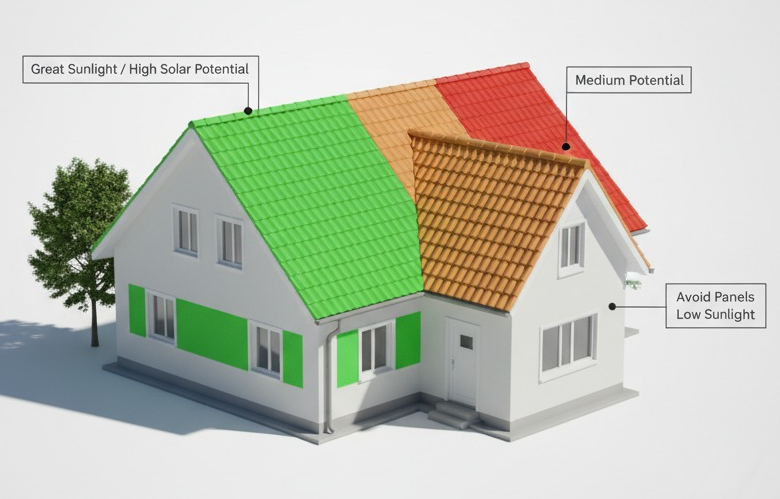 Great Sunlight / High Solar Potential
Medium Potential
Avoid Panels
Low Sunlight